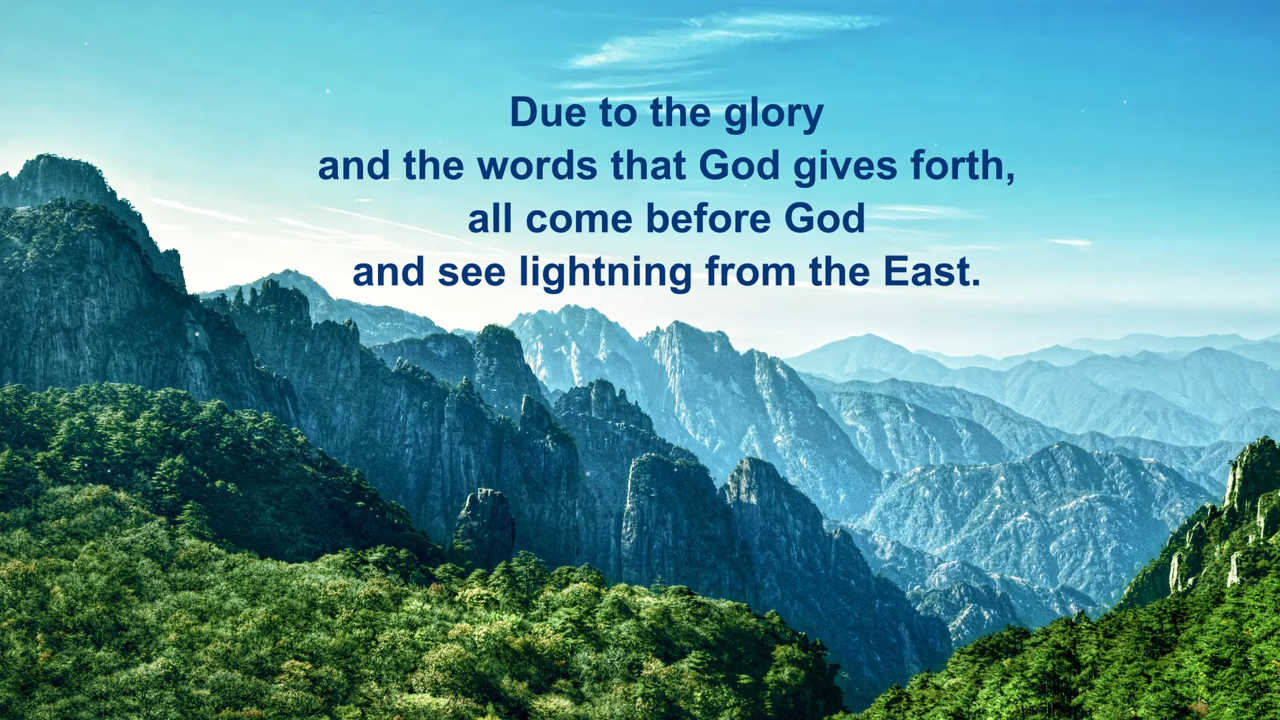 Due to the glory
and the words that God gives forth,
all come before God
and see lightning from the East.